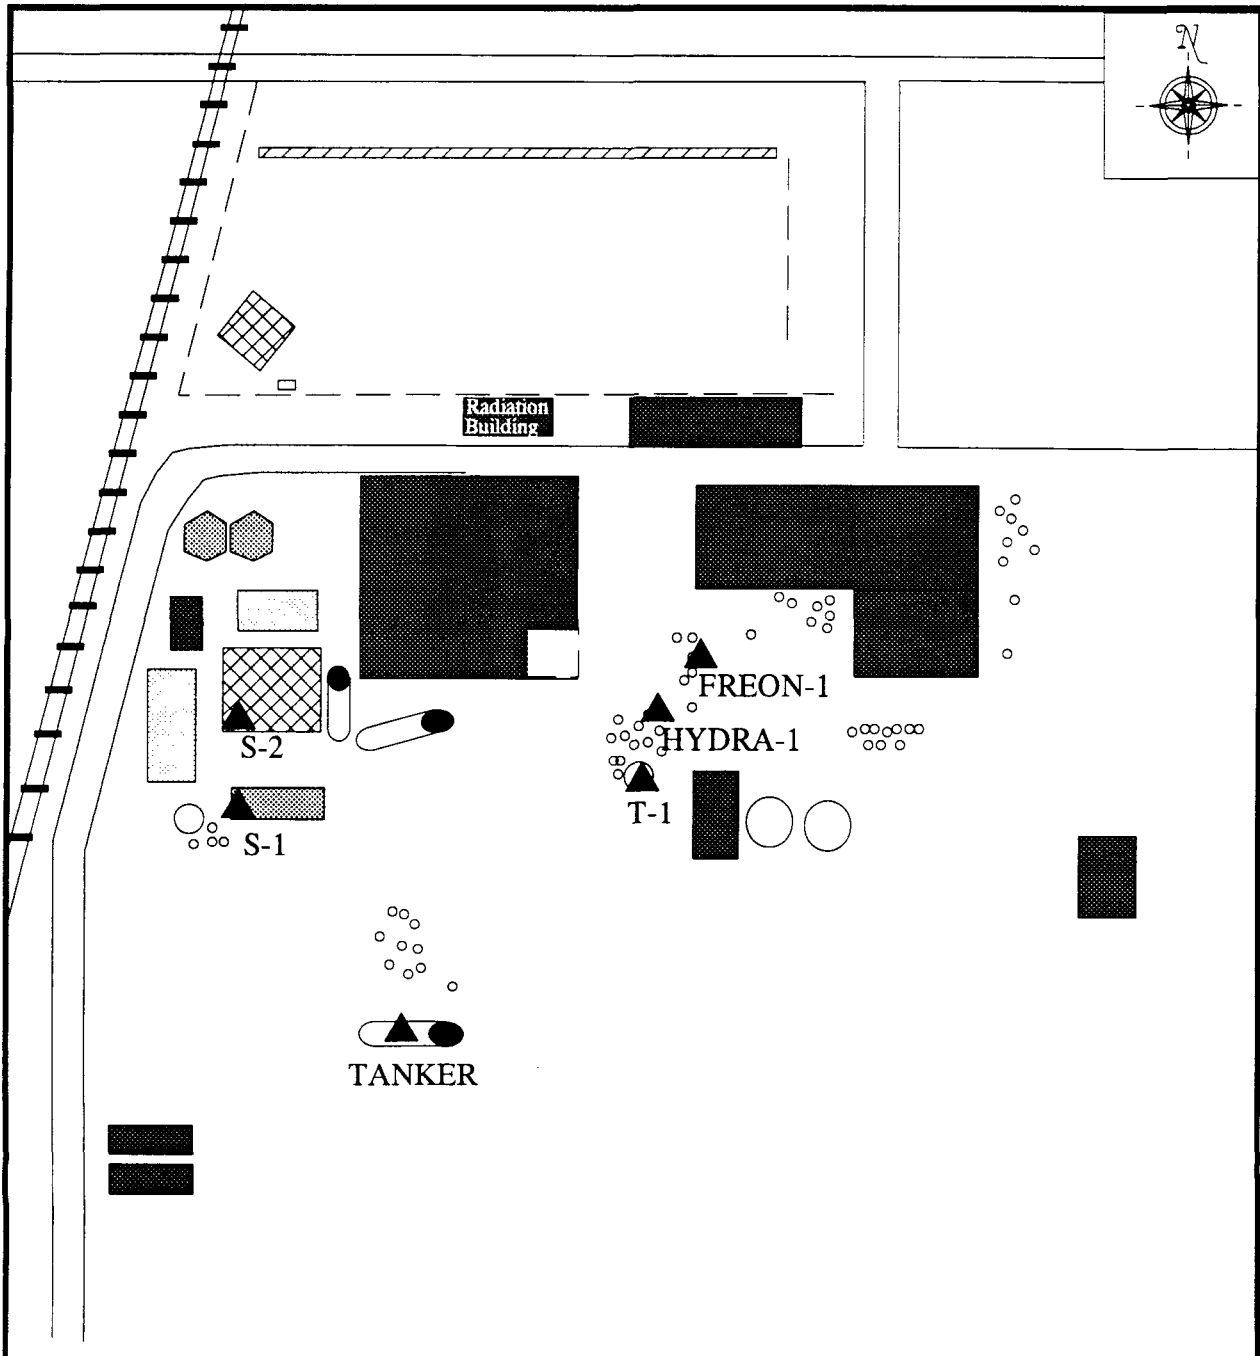 N
Radiation
Building
FREON-1
HYDRA-1
S-2
T-1
S-1
TANKER